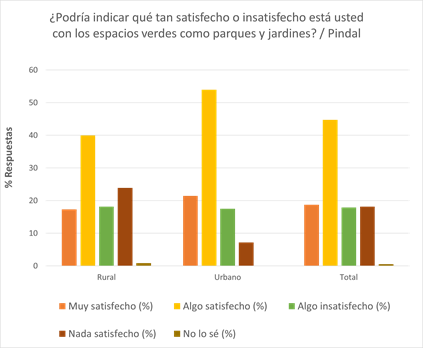 ¿Podría indicar qué tan satisfecho o insatisfecho está usted
con los espacios verdes como parques y jardines? / Pindal
60
50
40
30
20
10
0
% Respuestas
Rural Urbano Total
Muy satisfecho (%) Algo satisfecho (%) Algo insatisfecho (%)
Nada satisfecho (%) No lo sé (%)